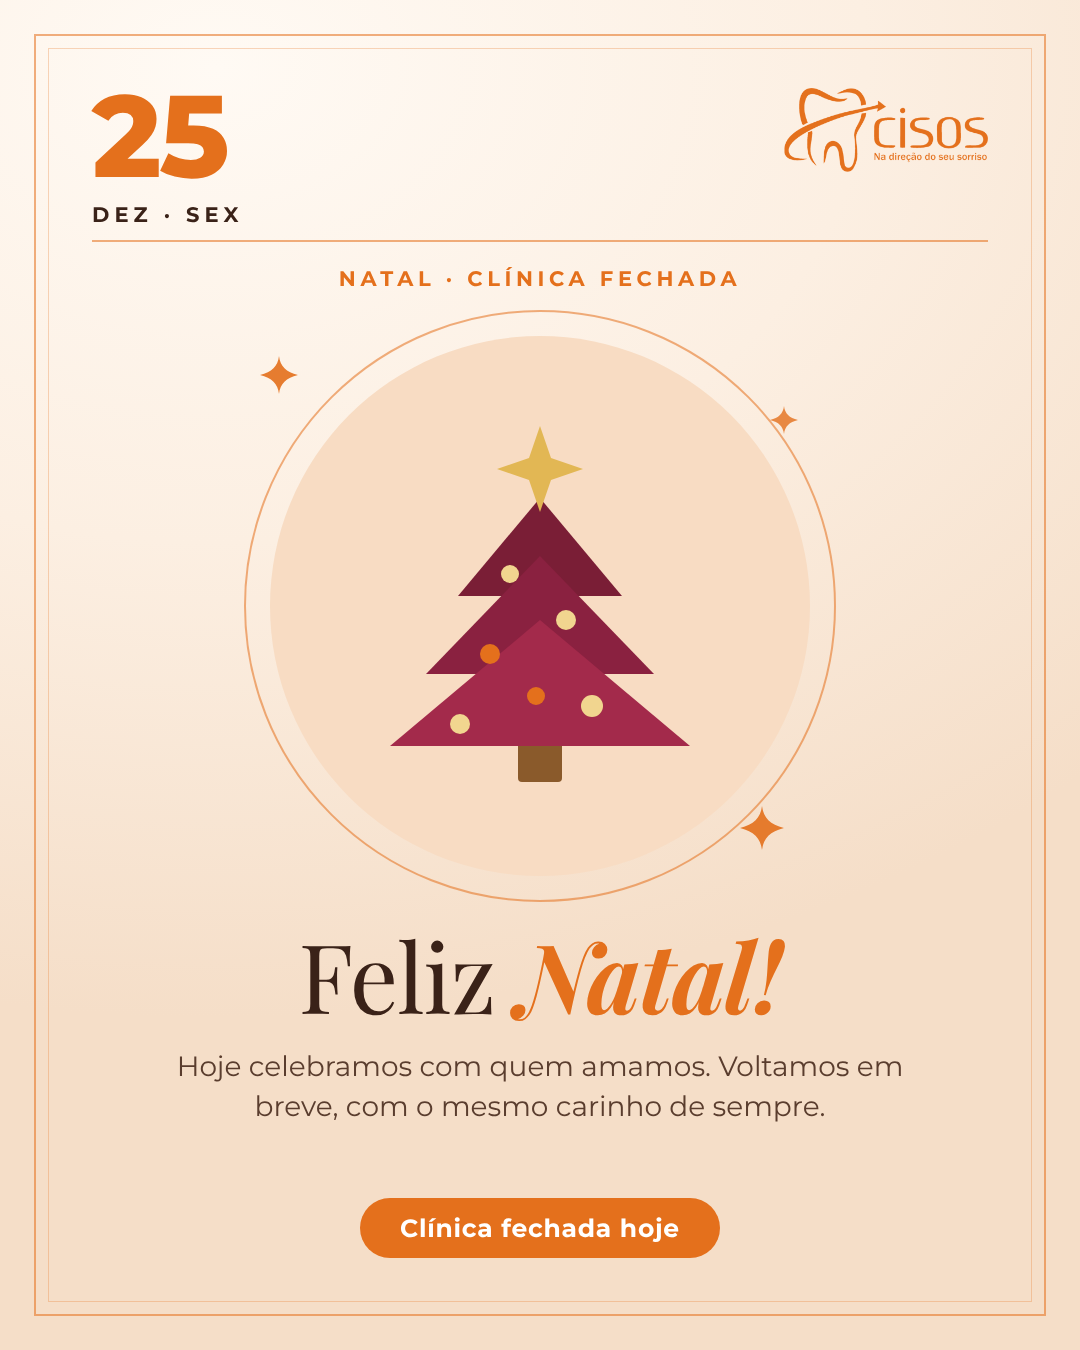 25
DEZ · SEX
cisos
Na direção do seu sorriso
NATAL · CLÍNICA FECHADA
Feliz Natal!
Hoje celebramos com quem amamos. Voltamos em
breve, com o mesmo carinho de sempre.
Clínica fechada hoje